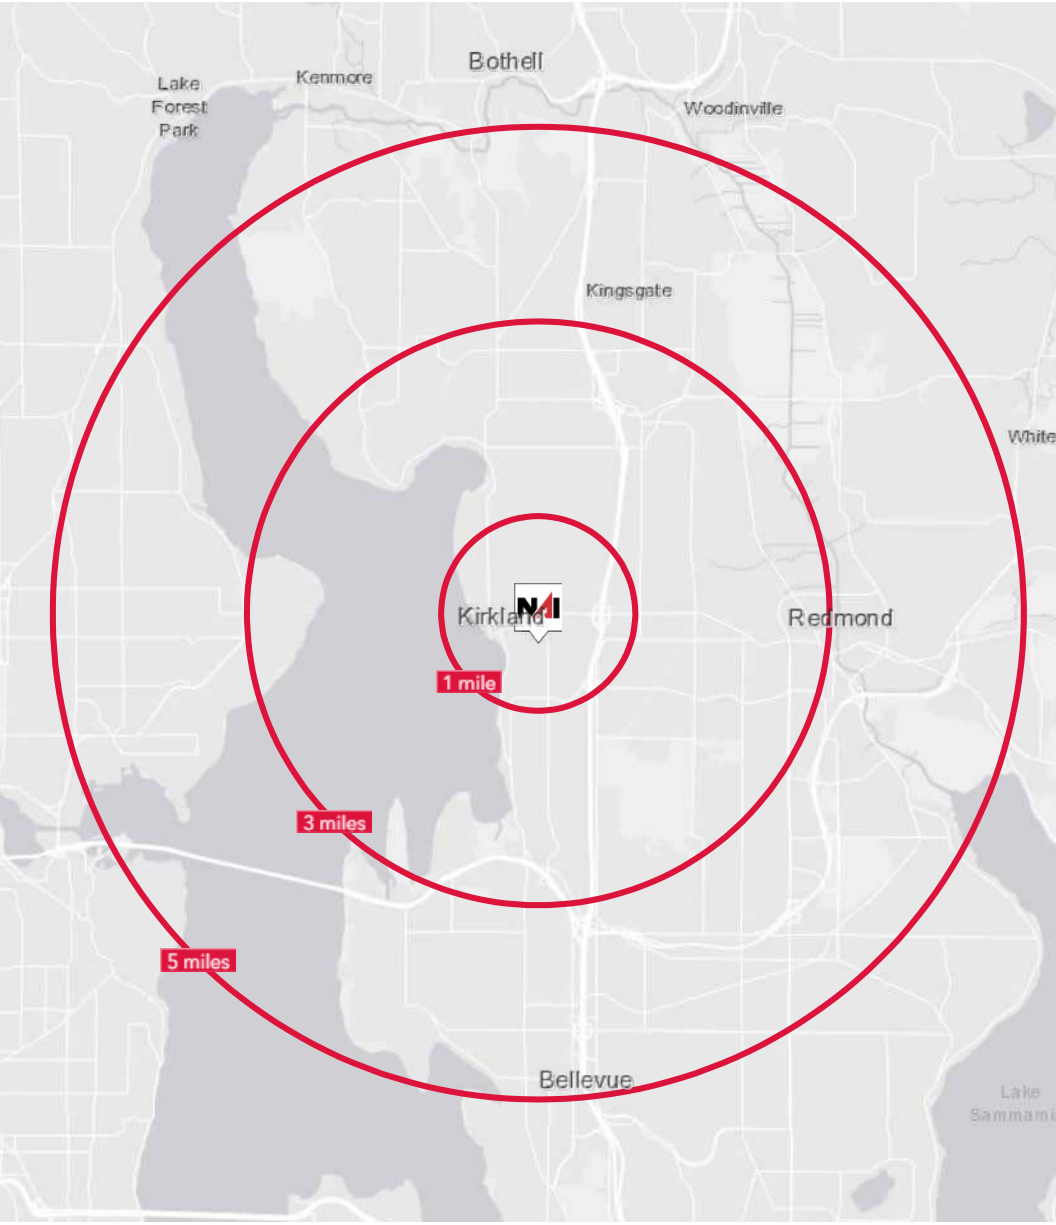 Bothell
Kenmore
Lake
Forest
Park
Woodinville
Kingsgate
White
NAI
Kirkland
Redmond
1 mile
3 miles
5 miles
Bellevue
Lake
Sammami